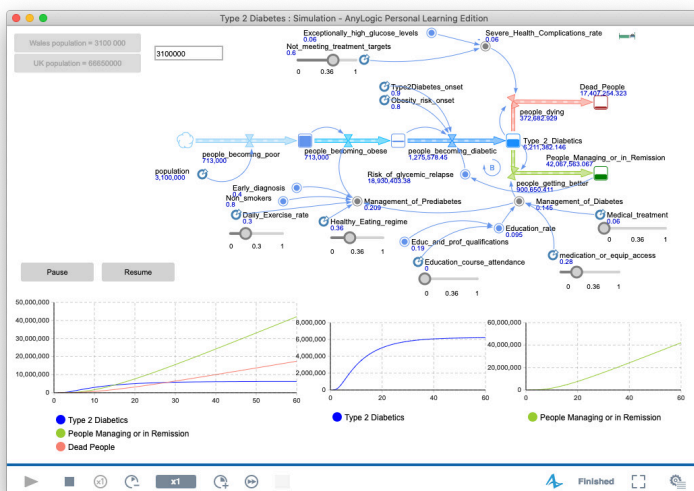 Type 2 Diabetes : Simulation - AnyLogic Personal Learning Edition
Wales population = 3100 000
UK population = 66650000
3100000
Exceptionally_high_glucose_levels
0.06
Severe_Health_Complications_rate
0.06
Not_meeting_treatment_targets
0.6
0 0.36 1
Type2Diabetes_onset
0.9
Obesity_risk_onset
0.8
Dead_People
17,407,254.323
people_dying
372,682.929
people_becoming_poor
713,000
people_becoming_obese
713,000
people_becoming_diabetic
1,275,578.45
Type_2_Diabetics
6,211,382.146
B
People_Managing_or_in_Remission
42,067,563.067
population
3,100,000
Risk_of_glycemic_relapse
18,930,403.38
people_getting_better
900,650.411
Early_diagnosis
0.4
Non_smokers
0.8
Management_of_Prediabetes
0.209
Management_of_Diabetes
0.145
Daily_Exercise_rate
0.3
0 0.3 1
Healthy_Eating_regime
0.36
0 0.36 1
Education_rate
0.095
Medical_treatment
0.06
0 0.36 1
Educ_and_prof_qualifications
0.19
Education_course_attendance
0
0 0.36 1
medication_or_equip_access
0.28
0 0.36 1
Pause
Resume
50,000,000
40,000,000
30,000,000
20,000,000
10,000,000
0
0 10 20 30 40 50 60
Type 2 Diabetics
People Managing or in Remission
Dead People
8,000,000
6,000,000
4,000,000
2,000,000
0
0 20 40 60
Type 2 Diabetics
60,000,000
40,000,000
20,000,000
0
0 20 40 60
People Managing or in Remission
x1
x1
Finished